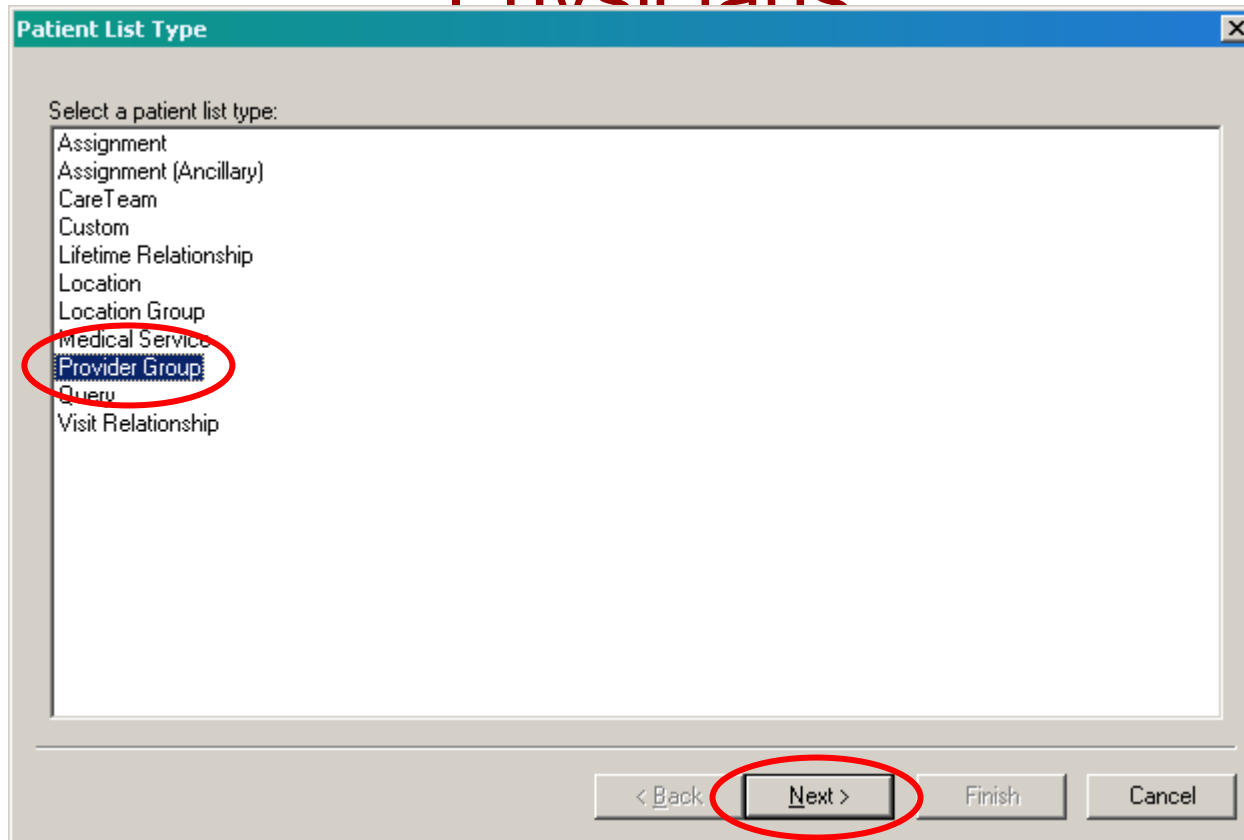 Physicians
Patient List Type
Select a patient list type:
Assignment
Assignment (Ancillary)
CareTeam
Custom
Lifetime Relationship
Location
Location Group
Medical Service
Provider Group
Query
Visit Relationship
< Back Next > Finish Cancel